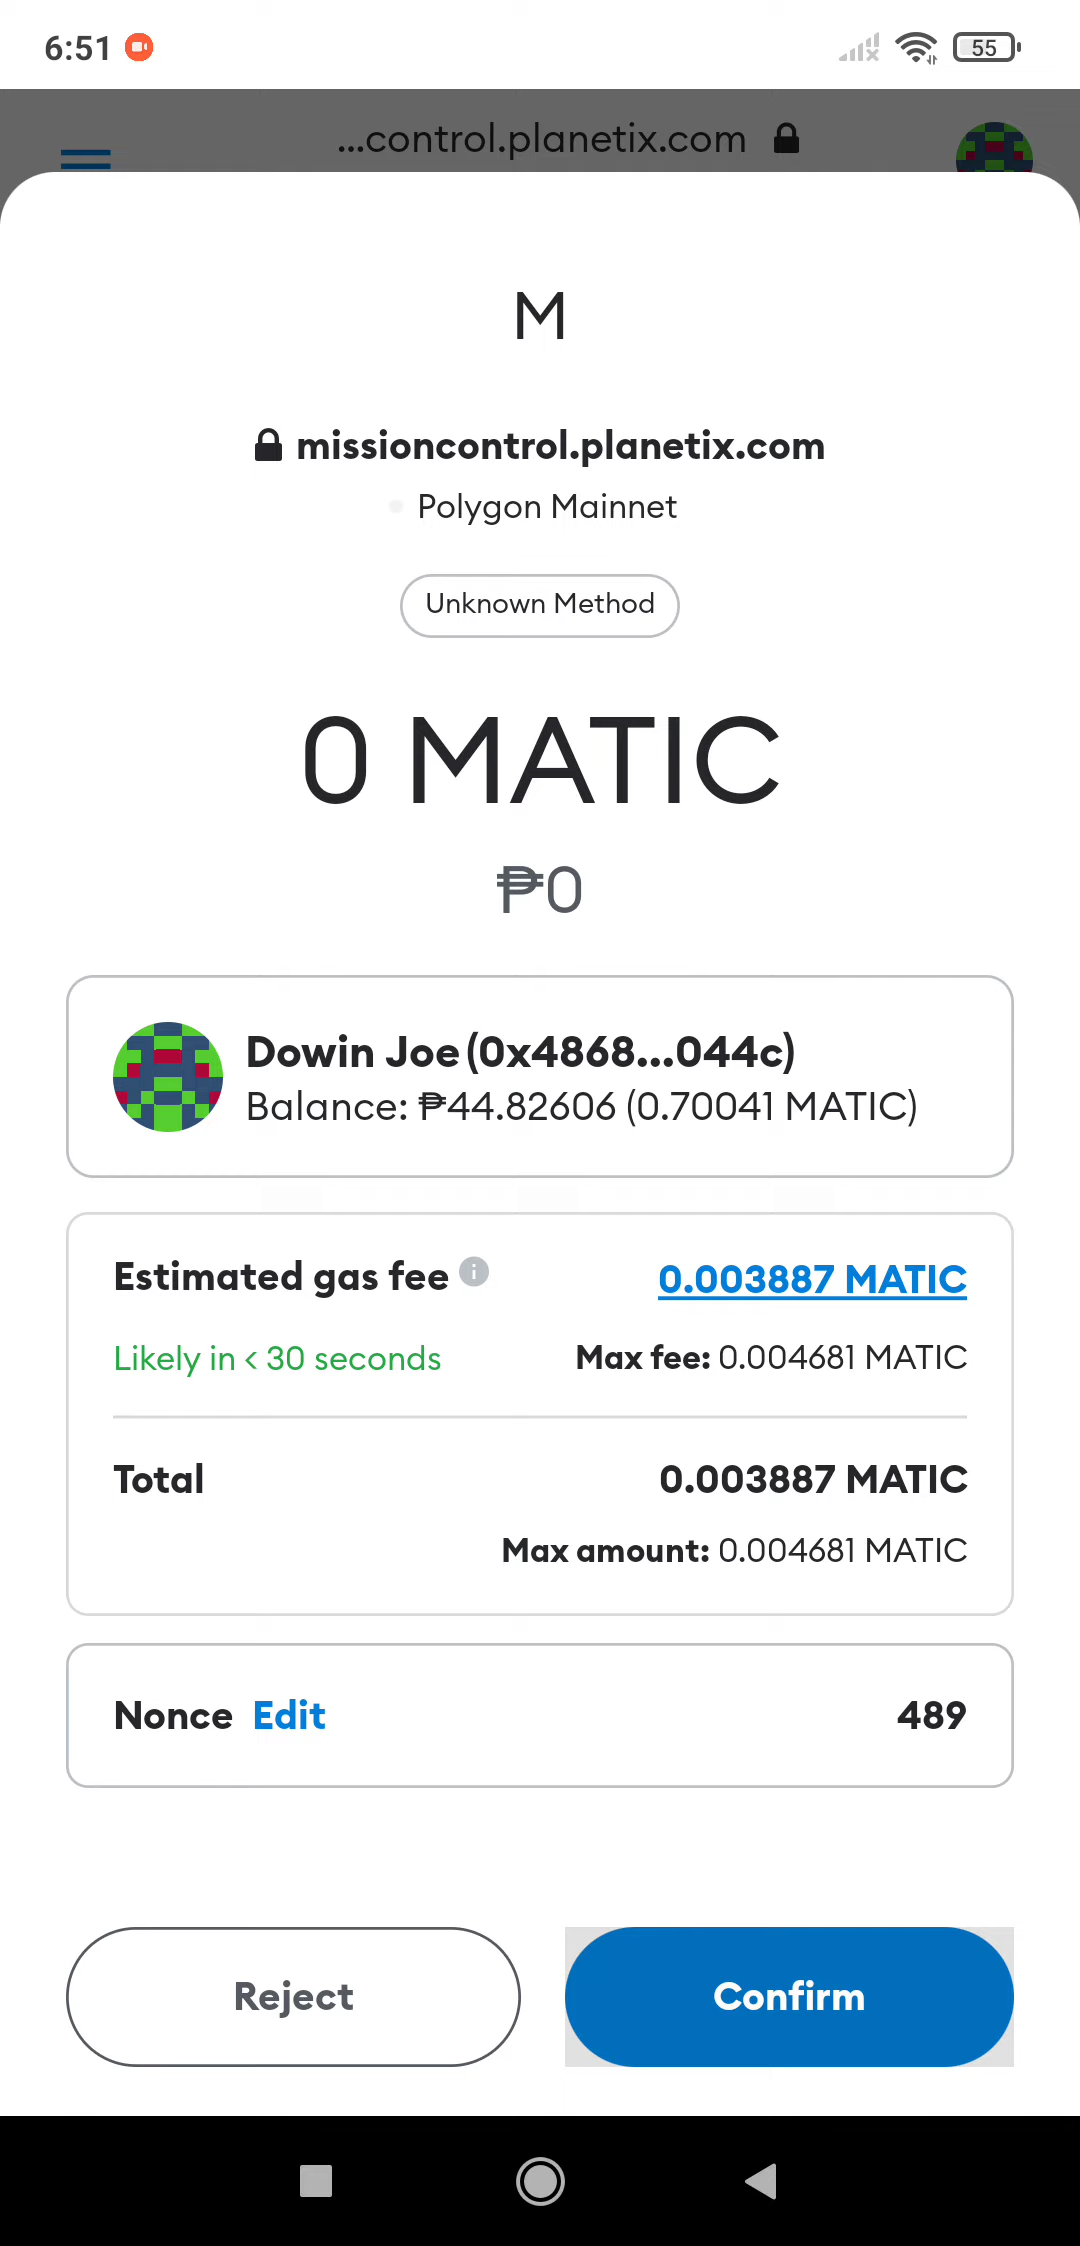 6:51
55
...control.planetix.com
M
missioncontrol.planetix.com
Polygon Mainnet
Unknown Method
0 MATIC
₱0
Dowin Joe (0x4868...044c)
Balance: ₱44.82606 (0.70041 MATIC)
Estimated gas fee i 0.003887 MATIC
Likely in < 30 seconds Max fee: 0.004681 MATIC
Total 0.003887 MATIC
Max amount: 0.004681 MATIC
Nonce Edit 489
Reject Confirm